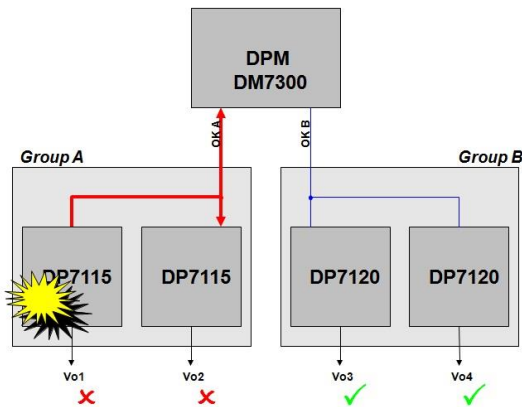 DPM
DM7300
OK A
OK B
Group A
Group B
DP7115
DP7115
DP7120
DP7120
Vo1
Vo2
Vo3
Vo4